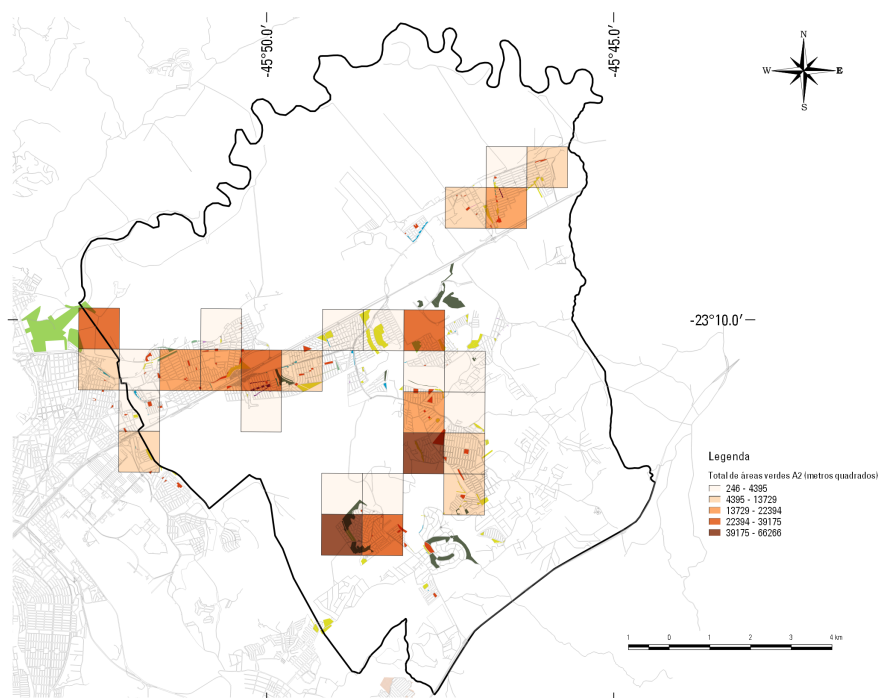 -45°50.0'
-45°45.0'
N
W E
S
-23°10.0'
Legenda
Total de áreas verdes A2 (metros quadrados)
246 - 4395
4395 - 13729
13729 - 22394
22394 - 39175
39175 - 66266
1 0 1 2 3 4 km